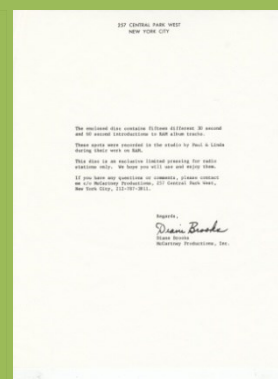 257 CENTRAL PARK WEST
NEW YORK CITY
The enclosed disc contains fifteen different 30 second
and 60 second introductions to RAM album tracks.
These spots were recorded in the studio by Paul & Linda
during their work on RAM.
This disc is an exclusive limited pressing for radio
stations only. We hope you will use and enjoy them.
If you have any questions or comments, please contact
me c/o McCartney Productions, 257 Central Park West,
New York City, 212-787-2811.
Regards,
Diane Brooks
Diane Brooks
McCartney Productions, Inc.